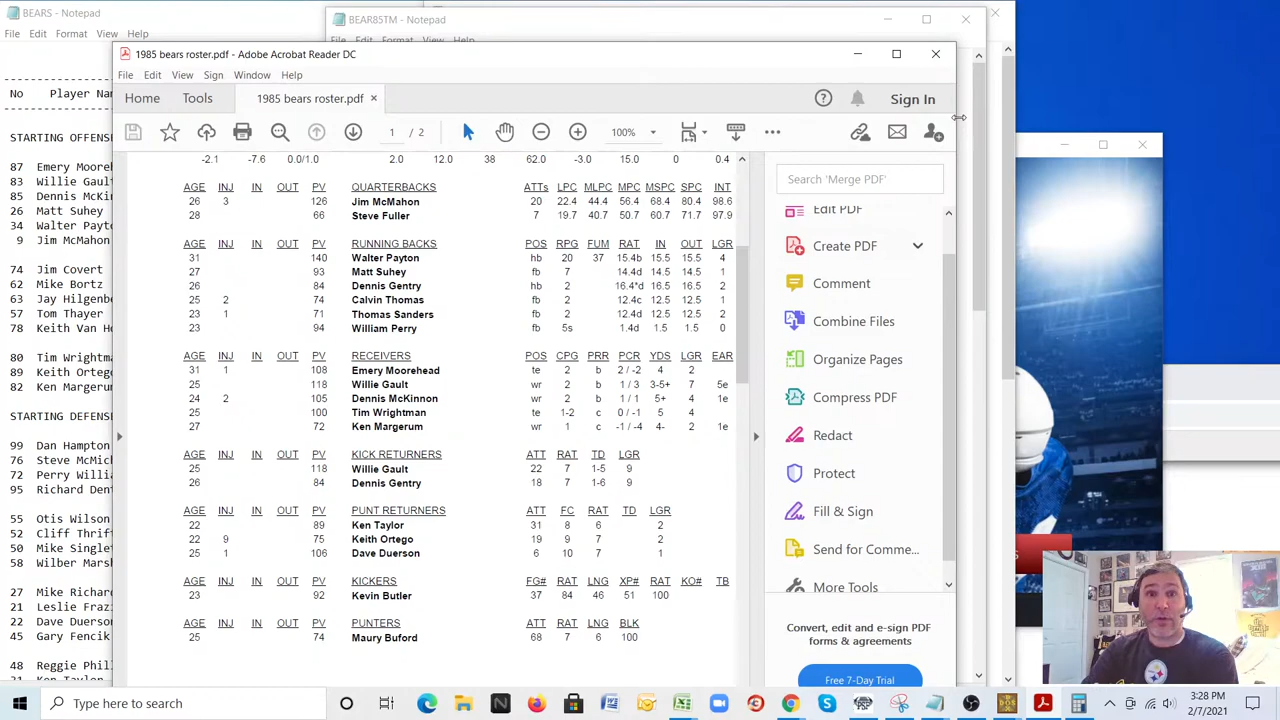 BEARS - Notepad
File Edit Format View Help
BEAR85TM - Notepad
1985 bears roster.pdf - Adobe Acrobat Reader DC
File Edit View Sign Window Help
Home Tools 1985 bears roster.pdf × Sign In
1 / 2 100%
-2.1 -7.6 0.0/1.0 2.0 12.0 38 62.0 -3.0 15.0 0 0.4
AGE INJ IN OUT PV QUARTERBACKS ATTs LPC MLPC MPC MSPC SPC INT
26 3 126 Jim McMahon 20 22.4 44.4 56.4 68.4 80.4 98.6
28 66 Steve Fuller 7 19.7 40.7 50.7 60.7 71.7 97.9
AGE INJ IN OUT PV RUNNING BACKS POS RPG FUM RAT IN OUT LGR
31 140 Walter Payton hb 20 37 15.4b 15.5 15.5 4
27 93 Matt Suhey fb 7 14.4d 14.5 14.5 1
26 84 Dennis Gentry hb 2 16.4*d 16.5 16.5 2
25 2 74 Calvin Thomas fb 2 12.4c 12.5 12.5 1
23 1 71 Thomas Sanders fb 2 12.4d 12.5 12.5 2
23 94 William Perry fb 5s 1.4d 1.5 1.5 0
AGE INJ IN OUT PV RECEIVERS POS CPG PRR PCR YDS LGR EAR
31 1 108 Emery Moorehead te 2 b 2 / -2 4 2
25 118 Willie Gault wr 2 b 1 / 3 3-5+ 7 5e
24 2 105 Dennis McKinnon wr 2 b 1 / 1 5+ 4 1e
25 100 Tim Wrightman te 1-2 c 0 / -1 5 4
27 72 Ken Margerum wr 1 c -1 / -4 4- 2 1e
AGE INJ IN OUT PV KICK RETURNERS ATT RAT TD LGR
25 118 Willie Gault 22 7 1-5 9
26 84 Dennis Gentry 18 7 1-6 9
AGE INJ IN OUT PV PUNT RETURNERS ATT FC RAT TD LGR
22 89 Ken Taylor 31 8 6 2
22 9 75 Keith Ortego 19 9 7 2
25 1 106 Dave Duerson 6 10 7 1
AGE INJ IN OUT PV KICKERS FG# RAT LNG XP# RAT KO# TB
23 92 Kevin Butler 37 84 46 51 100
AGE INJ IN OUT PV PUNTERS ATT RAT LNG BLK
25 74 Maury Buford 68 7 6 100
Search 'Merge PDF'
Edit PDF
Create PDF
Comment
Combine Files
Organize Pages
Compress PDF
Redact
Protect
Fill & Sign
Send for Comme...
More Tools
Convert, edit and e-sign PDF
forms & agreements
Free 7-Day Trial
No Player Na
STARTING OFFENS
87 Emery Mooreh
83 Willie Gault
85 Dennis McKin
26 Matt Suhey
34 Walter Payto
9 Jim McMahon
74 Jim Covert
62 Mike Bortz
63 Jay Hilgenbe
57 Tom Thayer
78 Keith Van Ho
80 Tim Wrightma
89 Keith Ortego
82 Ken Margerum
STARTING DEFENSE
99 Dan Hampton
76 Steve McMich
72 Perry Willia
95 Richard Dent
55 Otis Wilson
52 Cliff Thrift
50 Mike Singlet
58 Wilber Marsh
27 Mike Richard
21 Leslie Frazi
22 Dave Duerson
45 Gary Fencik
48 Reggie Phill
31 Ken Taylor
Type here to search
3:28 PM
2/7/2021